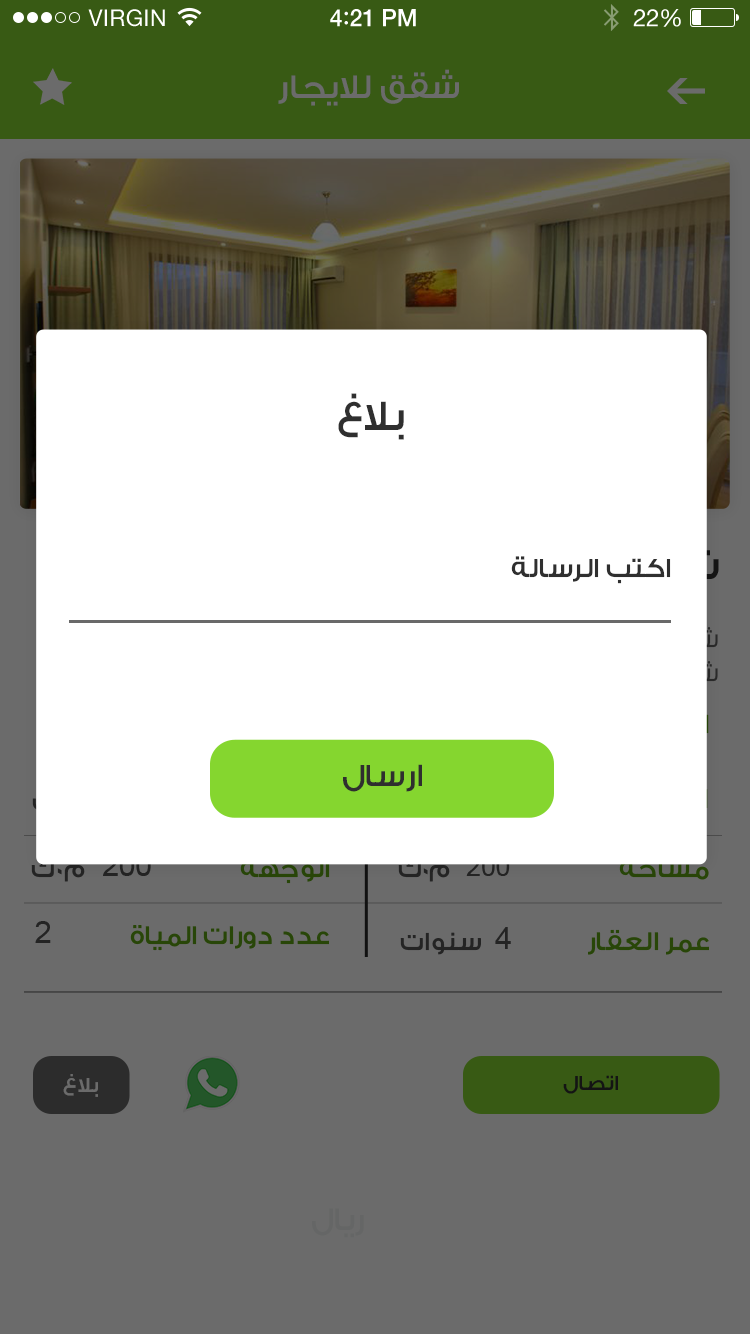 VIRGIN 4:21 PM 22%
شقق للايجار
بلاغ
اكتب الرسالة
ارسال
مساحة 200 م.ك الوجهة 200 م.ك
عمر العقار 4 سنوات عدد دورات المياة 2
اتصال بلاغ
ريال